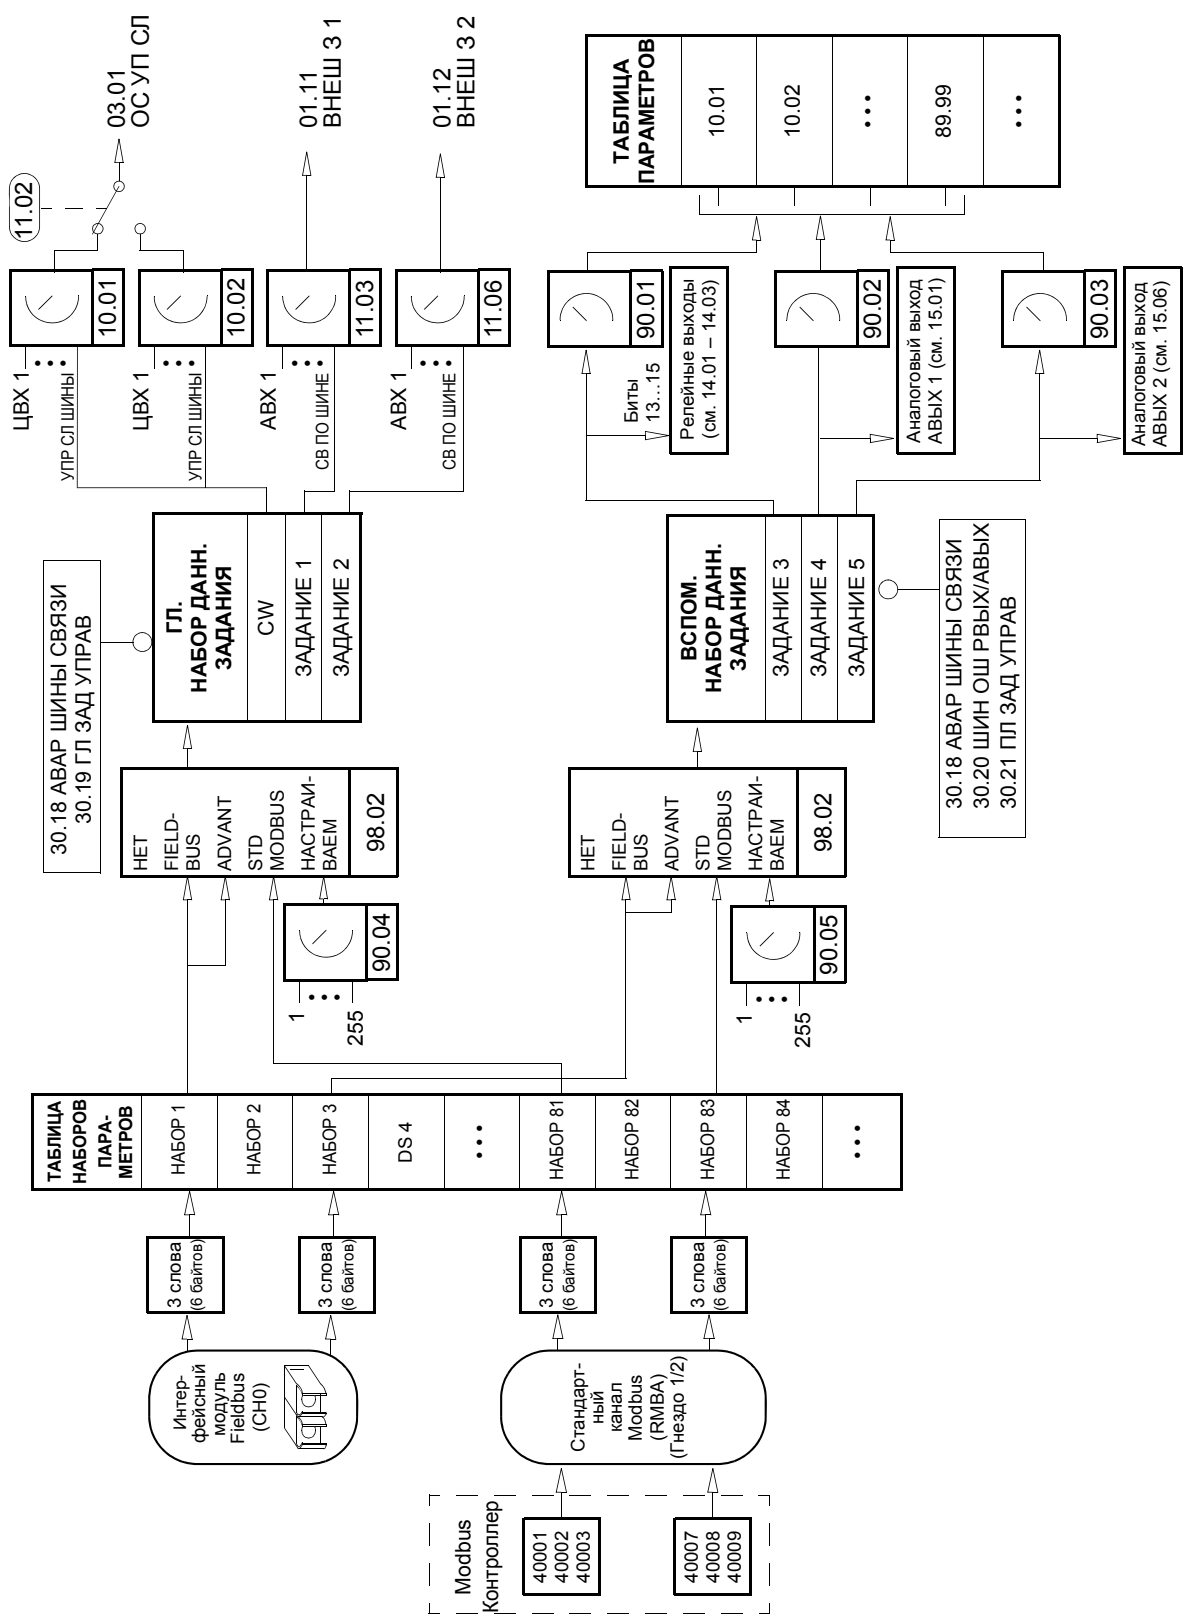 Modbus
Контроллер
40001
40002
40003
40007
40008
40009
Интер-
фейсный
модуль
Fieldbus
(CH0)
Стандарт-
ный
канал
Modbus
(RMBA)
(Гнездо 1/2)
3 слова
(6 байтов)
3 слова
(6 байтов)
3 слова
(6 байтов)
3 слова
(6 байтов)
ТАБЛИЦА
НАБОРОВ
ПАРА-
МЕТРОВ
НАБОР 1
НАБОР 2
НАБОР 3
DS 4
•••
НАБОР 81
НАБОР 82
НАБОР 83
НАБОР 84
•••
1
•••
255
90.04
1
•••
255
90.05
НЕТ
FIELD-
BUS
ADVANT
STD
MODBUS
НАСТРАИ-
ВАЕМ
98.02
НЕТ
FIELD-
BUS
ADVANT
STD
MODBUS
НАСТРАИ-
ВАЕМ
98.02
30.18 АВАР ШИНЫ СВЯЗИ
30.19 ГЛ ЗАД УПРАВ
ГЛ.
НАБОР ДАНН.
ЗАДАНИЯ
CW
ЗАДАНИЕ 1
ЗАДАНИЕ 2
ВСПОМ.
НАБОР ДАНН.
ЗАДАНИЯ
ЗАДАНИЕ 3
ЗАДАНИЕ 4
ЗАДАНИЕ 5
30.18 АВАР ШИНЫ СВЯЗИ
30.20 ШИН ОШ РВЫХ/АВЫХ
30.21 ПЛ ЗАД УПРАВ
ЦВХ 1
•••
УПР СЛ ШИНЫ
10.01
ЦВХ 1
•••
УПР СЛ ШИНЫ
10.02
АВХ 1
•••
СВ ПО ШИНЕ
11.03
АВХ 1
•••
СВ ПО ШИНЕ
11.06
11.02
03.01
ОС УП СЛ
01.11
ВНЕШ З 1
01.12
ВНЕШ З 2
Биты
13...15
90.01
Релейные выходы
(см. 14.01 – 14.03)
90.02
Аналоговый выход
АВЫХ 1 (см. 15.01)
90.03
Аналоговый выход
АВЫХ 2 (см. 15.06)
ТАБЛИЦА
ПАРАМЕТРОВ
10.01
10.02
•••
89.99
•••